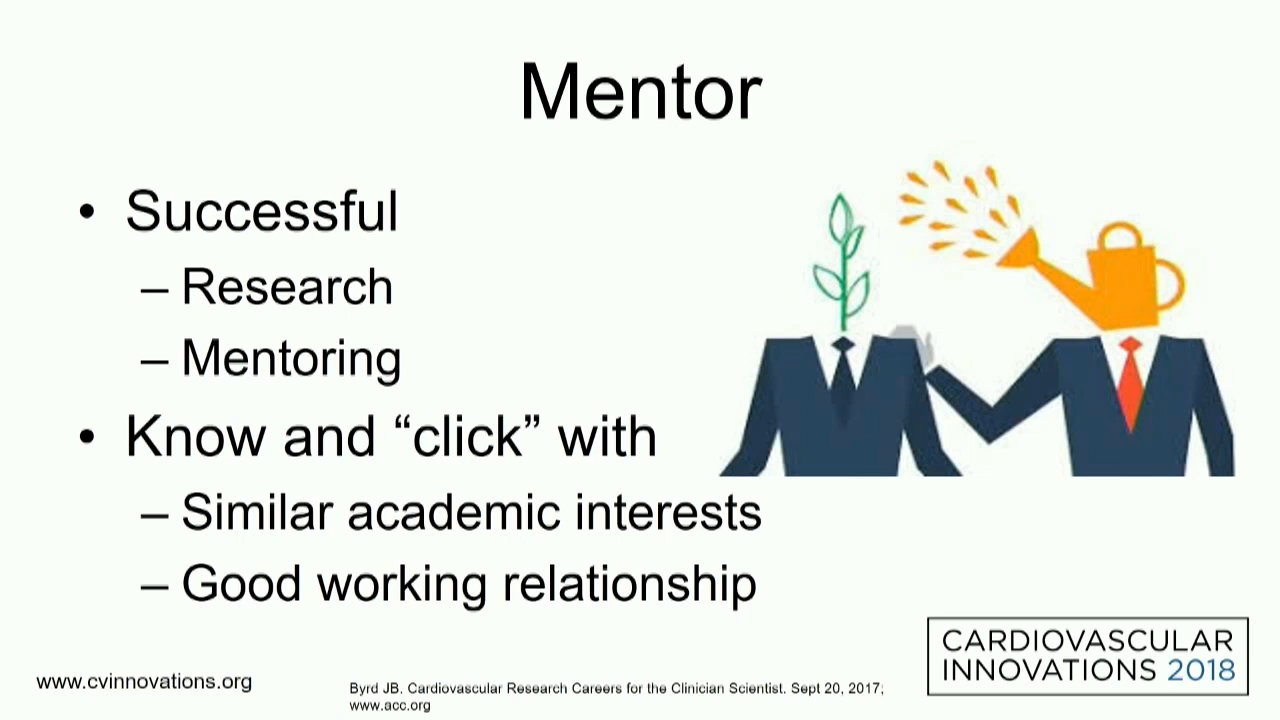 Mentor
• Successful
– Research
– Mentoring
• Know and “click” with
– Similar academic interests
– Good working relationship
CARDIOVASCULAR
INNOVATIONS 2018
www.cvinnovations.org
Byrd JB. Cardiovascular Research Careers for the Clinician Scientist. Sept 20, 2017;
www.acc.org